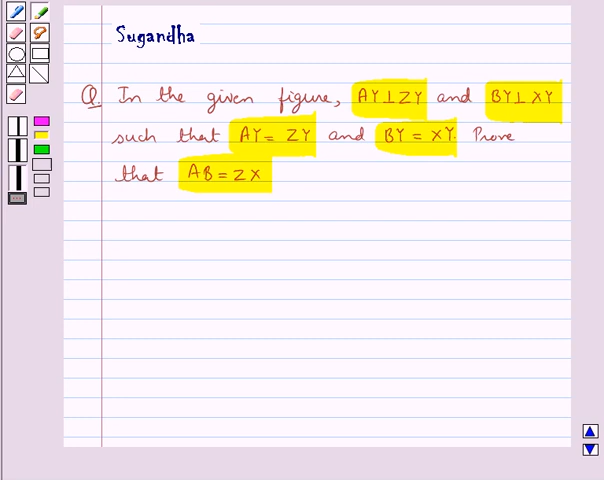 Sugandha
Q. In the given figure, AY⊥ZY and BY⊥XY
such that AY= ZY and BY = XY. Prove
that AB=ZX